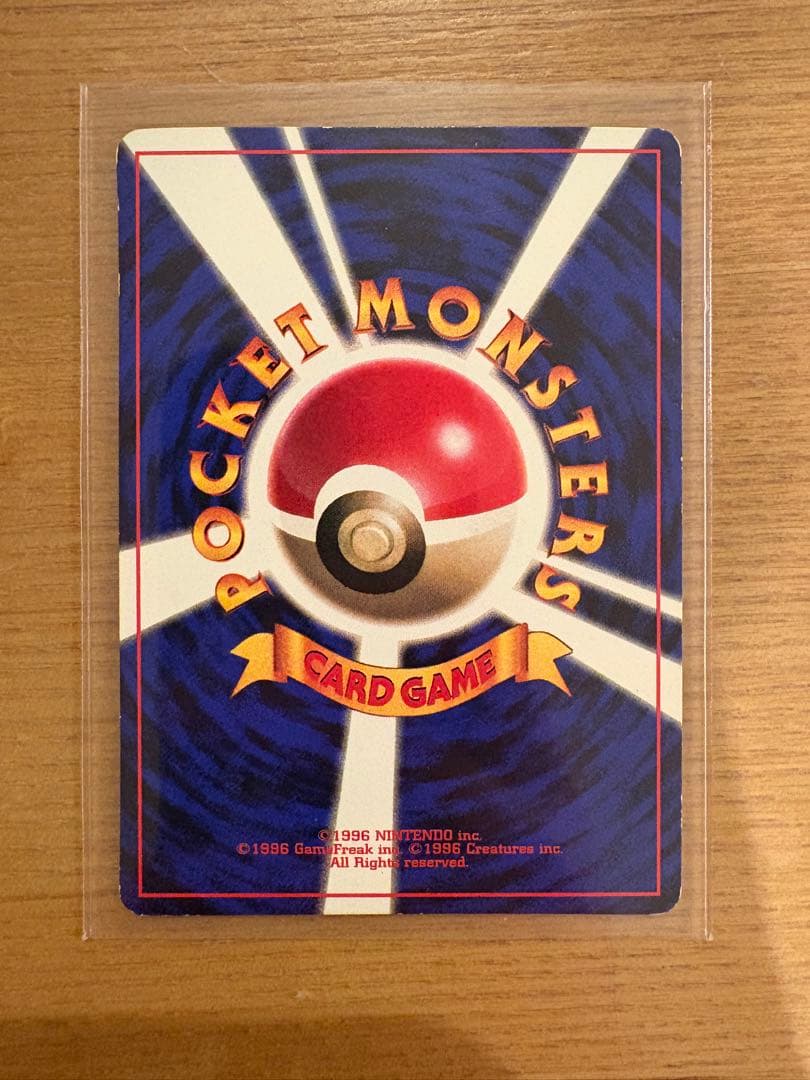 POCKET MONSTERS
CARD GAME
©1996 NINTENDO inc.
©1996 GameFreak inc. ©1996 Creatures inc.
All Rights reserved.